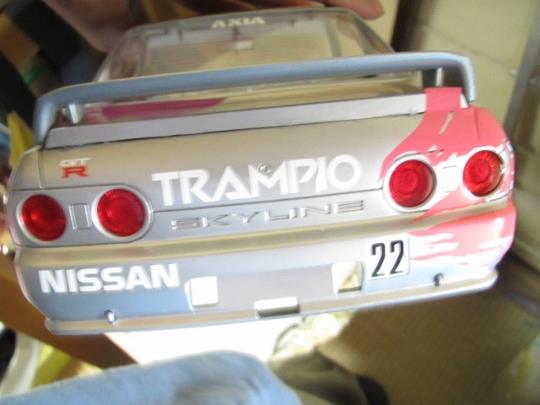 AXIA
GT
R
TRAMPIO
SKYLINE
NISSAN
22